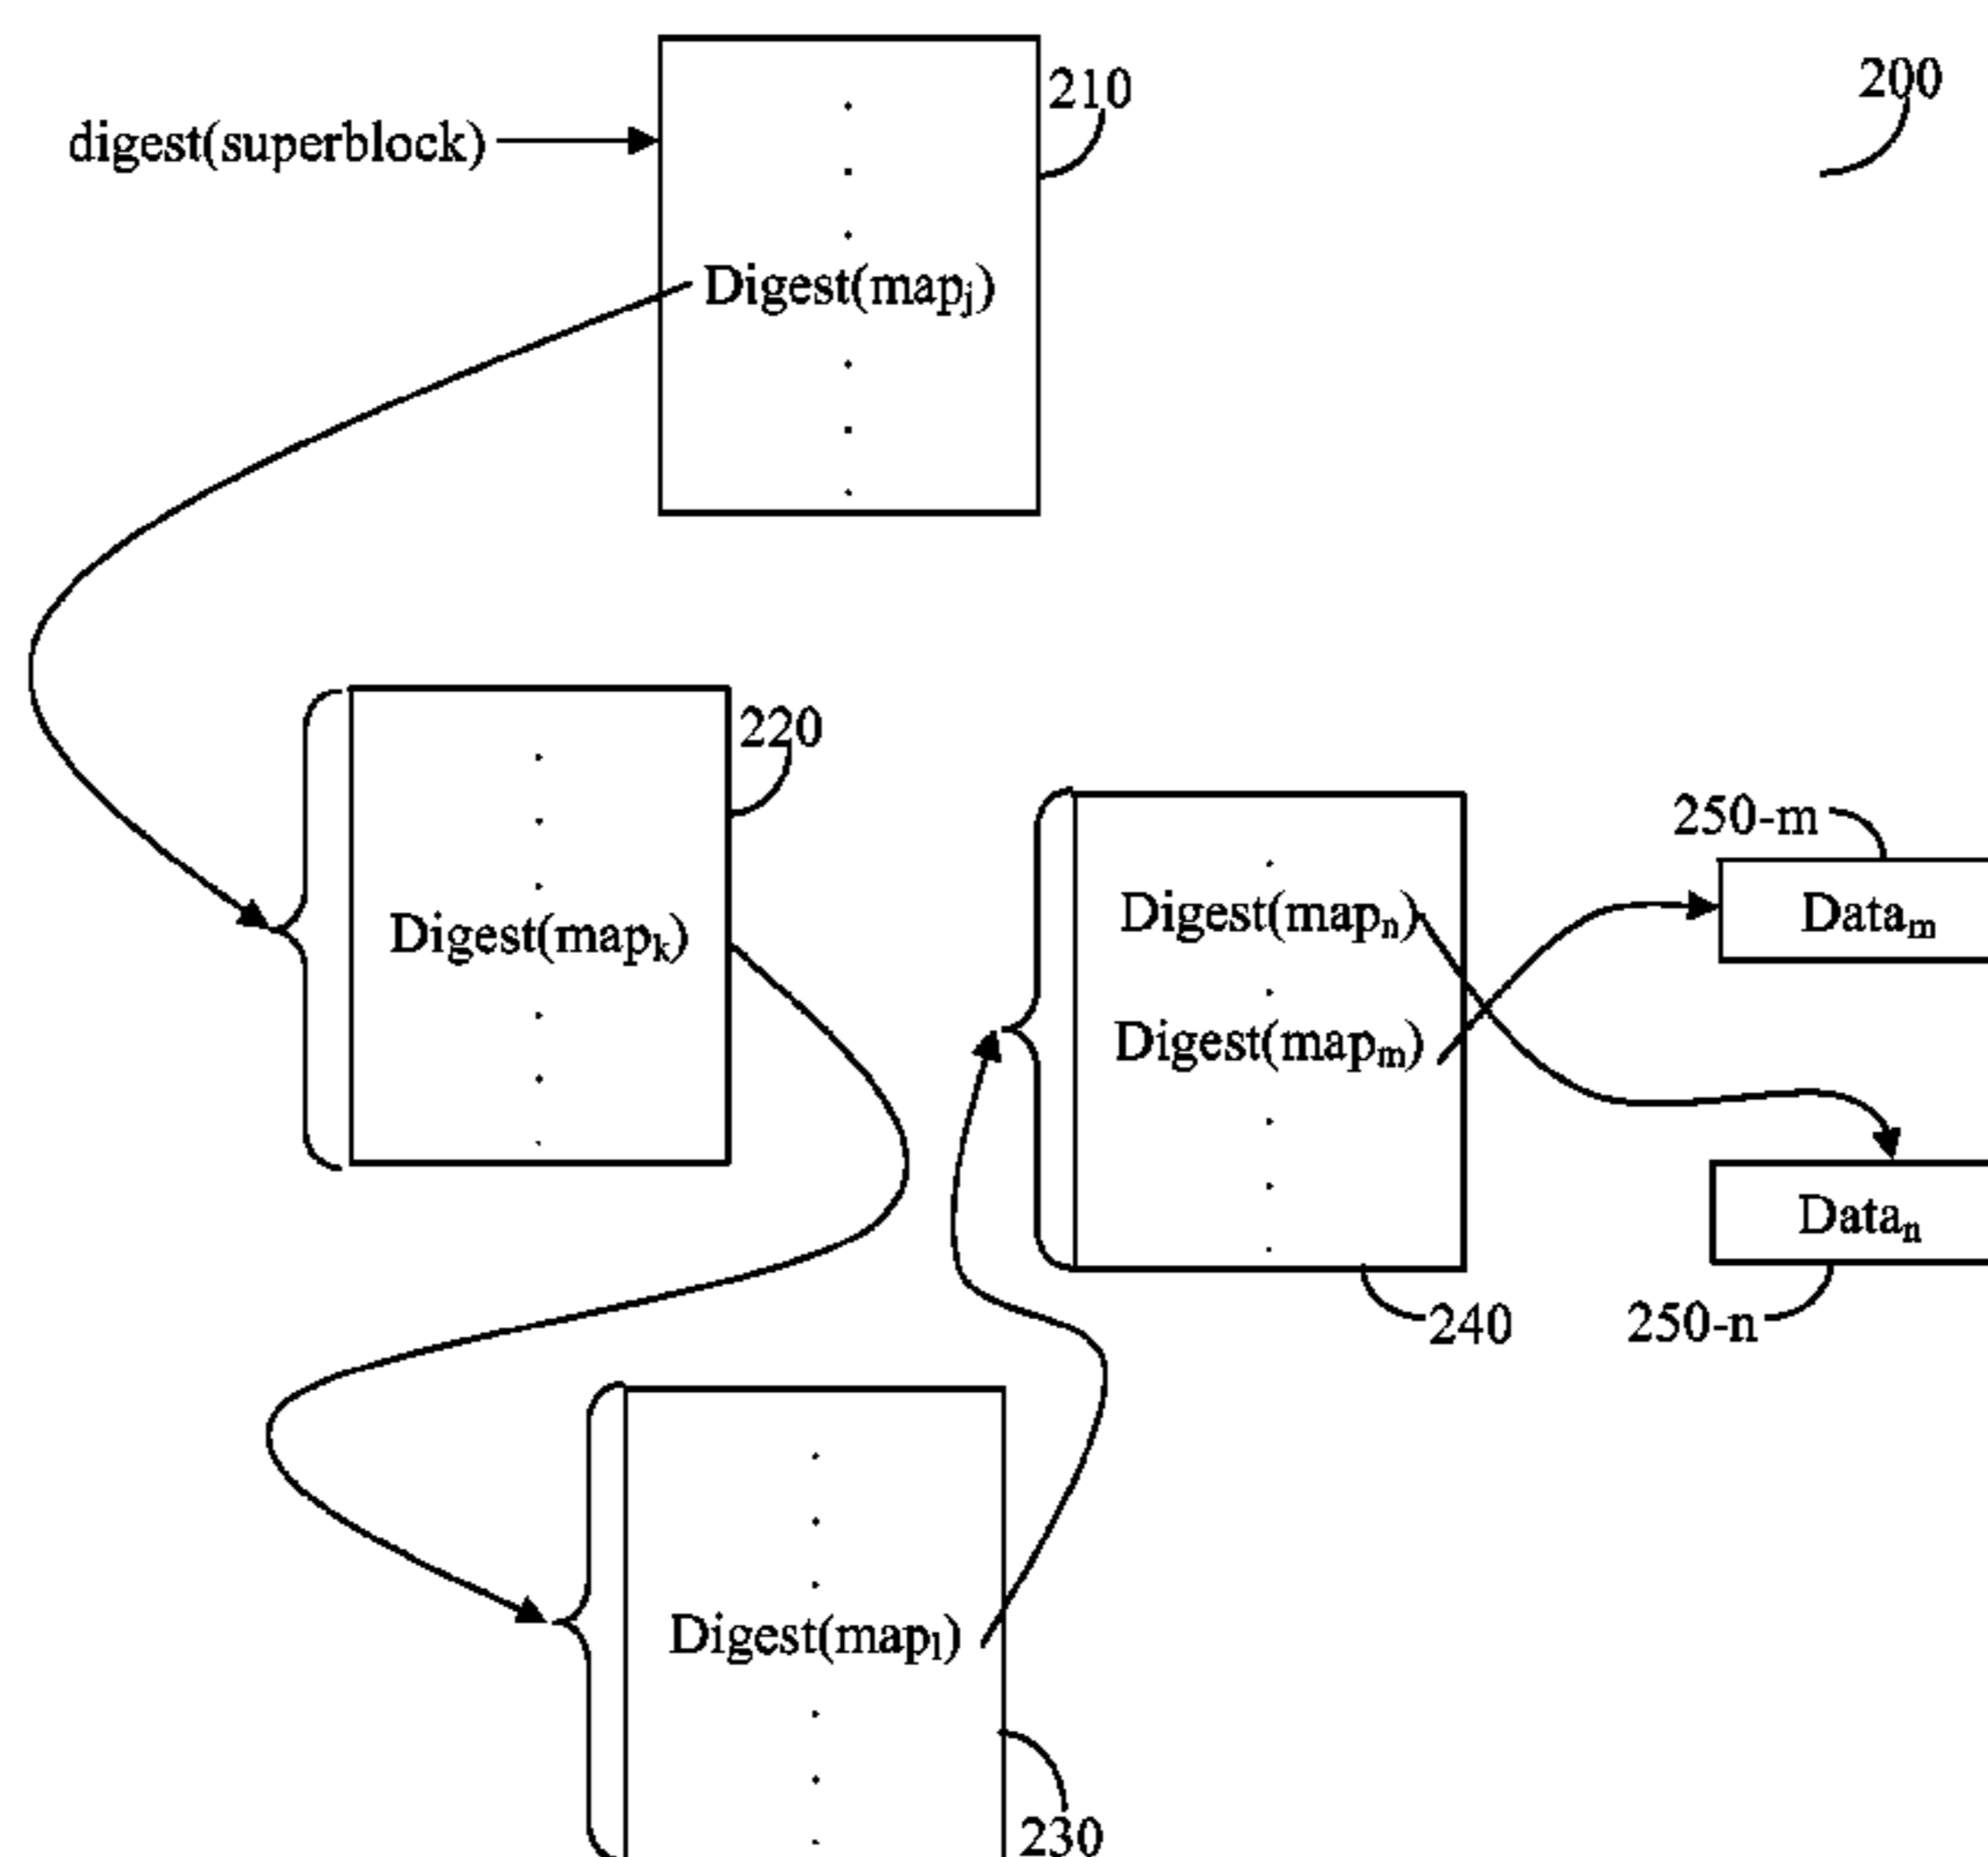 210
200
digest(superblock)
Digest(mapj)
220
250-m
Digest(mapn)
Datam
Digest(mapk)
Digest(mapm)
Datan
240
250-n
Digest(mapl)
230